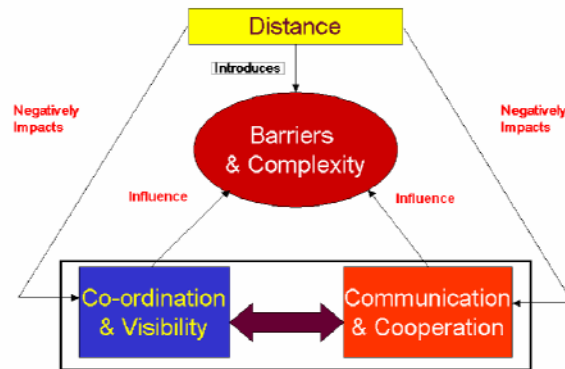 Distance
Introduces
Negatively
Impacts
Negatively
Impacts
Barriers
& Complexity
Influence
Influence
Co-ordination
& Visibility
Communication
& Cooperation